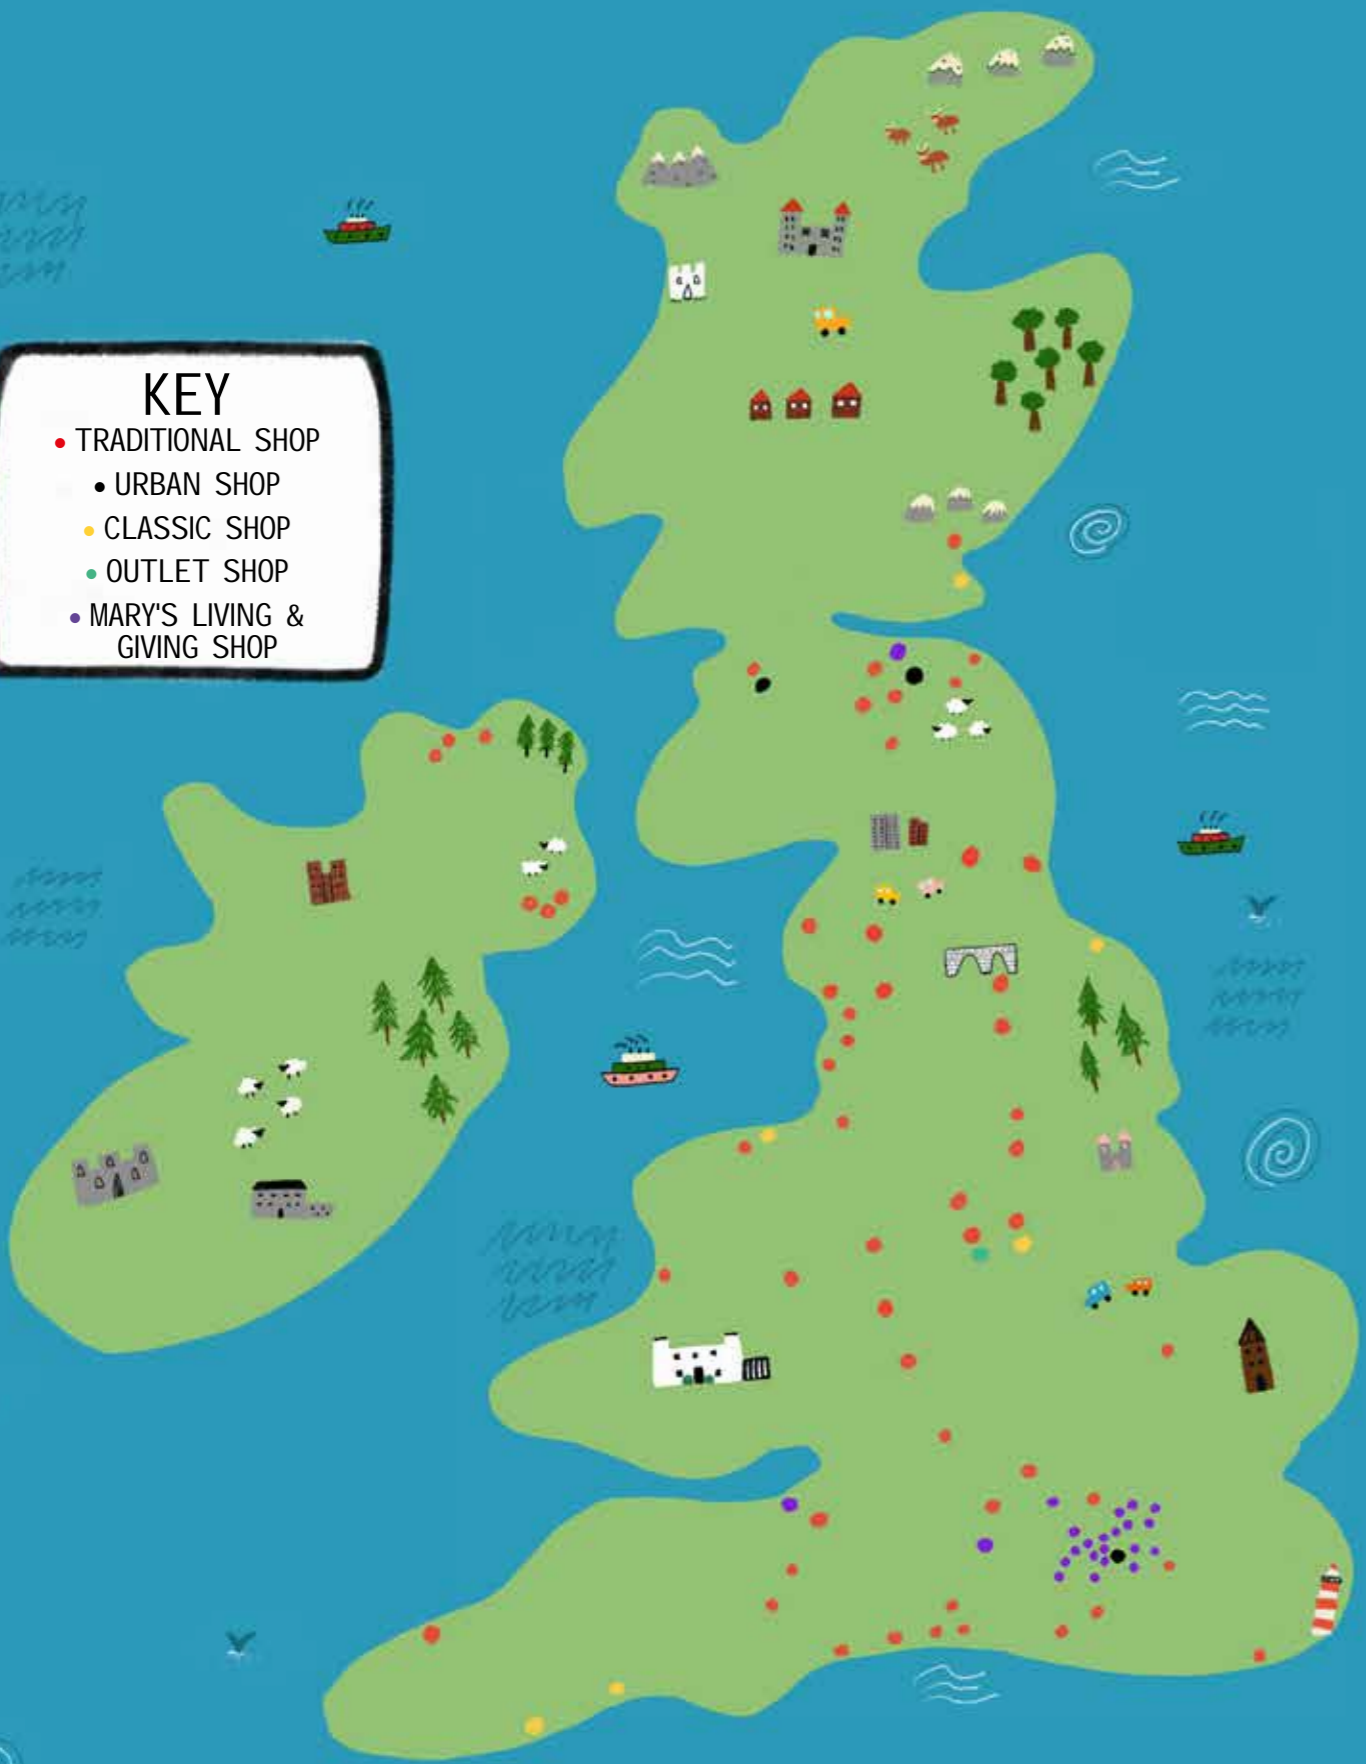 KEY
• TRADITIONAL SHOP
• URBAN SHOP
• CLASSIC SHOP
• OUTLET SHOP
• MARY'S LIVING &
GIVING SHOP